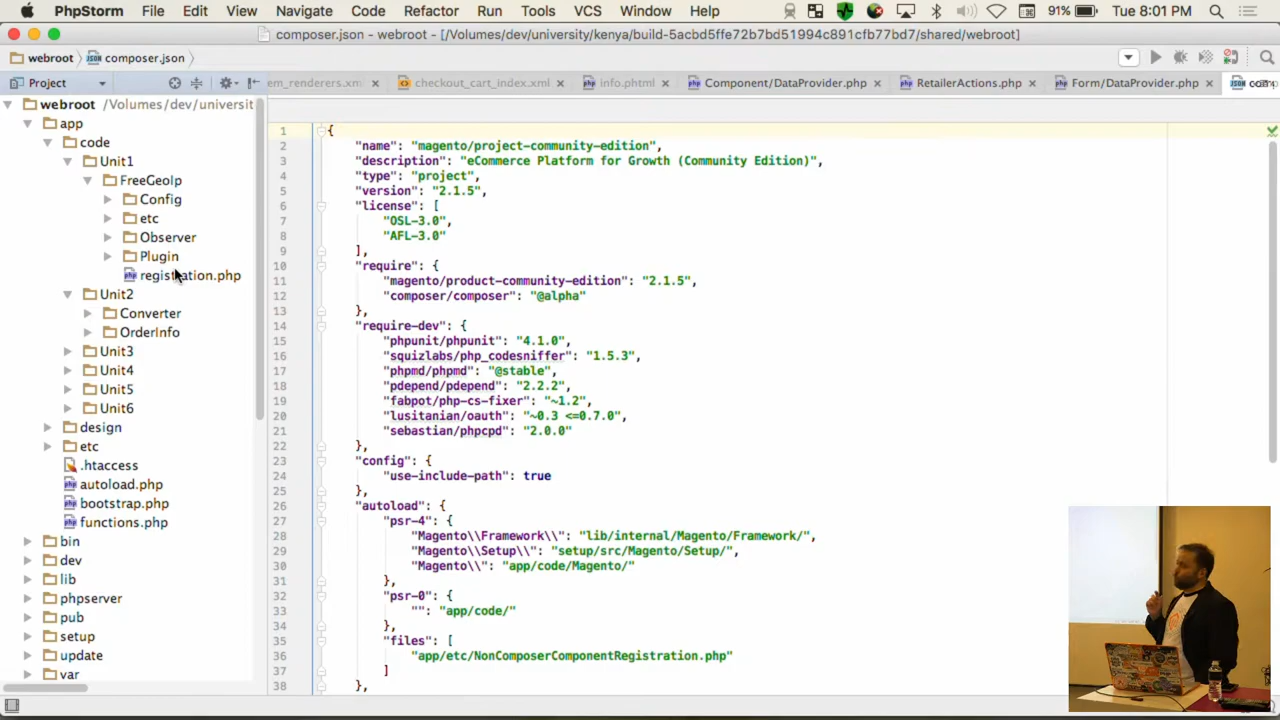 PhpStorm File Edit View Navigate Code Refactor Run Tools VCS Window Help 91% Tue 8:01 PM
composer.json - webroot - [/Volumes/dev/university/kenya/build-5acbd5ffe72b7bd51994c891cfb77bd7/shared/webroot]
webroot composer.json
Project em_renderers.xm checkout_cart_index.xml info.phtml Component/DataProvider.php RetailerActions.php Form/DataProvider.php
webroot /Volumes/dev/universit
app
code
Unit1
FreeGeoIp
Config
etc
Observer
Plugin
registration.php
Unit2
Converter
OrderInfo
Unit3
Unit4
Unit5
Unit6
design
etc
.htaccess
autoload.php
bootstrap.php
functions.php
bin
dev
lib
phpserver
pub
setup
update
var
1 {
2 "name": "magento/project-community-edition",
3 "description": "eCommerce Platform for Growth (Community Edition)",
4 "type": "project",
5 "version": "2.1.5",
6 "license": [
7 "OSL-3.0",
8 "AFL-3.0"
9 ],
10 "require": {
11 "magento/product-community-edition": "2.1.5",
12 "composer/composer": "@alpha"
13 },
14 "require-dev": {
15 "phpunit/phpunit": "4.1.0",
16 "squizlabs/php_codesniffer": "1.5.3",
17 "phpmd/phpmd": "@stable",
18 "pdepend/pdepend": "2.2.2",
19 "fabpot/php-cs-fixer": "~1.2",
20 "lusitanian/oauth": "~0.3 <=0.7.0",
21 "sebastian/phpcpd": "2.0.0"
22 },
23 "config": {
24 "use-include-path": true
25 },
26 "autoload": {
27 "psr-4": {
28 "Magento\\Framework\\": "lib/internal/Magento/Framework/",
29 "Magento\\Setup\\": "setup/src/Magento/Setup/",
30 "Magento\\": "app/code/Magento/"
31 },
32 "psr-0": {
33 "": "app/code/"
34 },
35 "files": [
36 "app/etc/NonComposerComponentRegistration.php"
37 ]
38 },